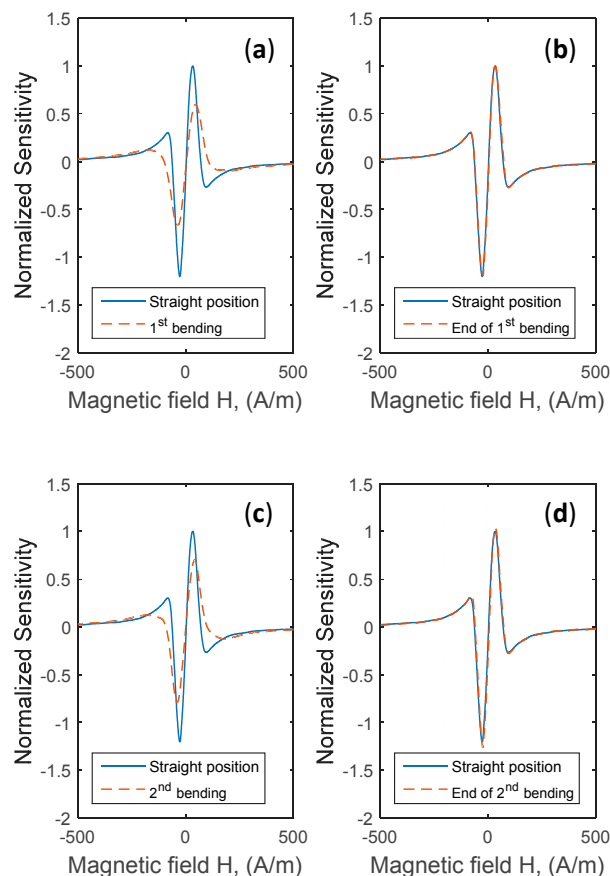 1.5
1
0.5
0
-0.5
-1
-1.5
-2
Normalized Sensitivity
(a)
Straight position
1st bending
-500
0
500
Magnetic field H, (A/m)
1.5
1
0.5
0
-0.5
-1
-1.5
-2
Normalized Sensitivity
(b)
Straight position
End of 1st bending
-500
0
500
Magnetic field H, (A/m)
1.5
1
0.5
0
-0.5
-1
-1.5
-2
Normalized Sensitivity
(c)
Straight position
2nd bending
-500
0
500
Magnetic field H, (A/m)
1.5
1
0.5
0
-0.5
-1
-1.5
-2
Normalized Sensitivity
(d)
Straight position
End of 2nd bending
-500
0
500
Magnetic field H, (A/m)